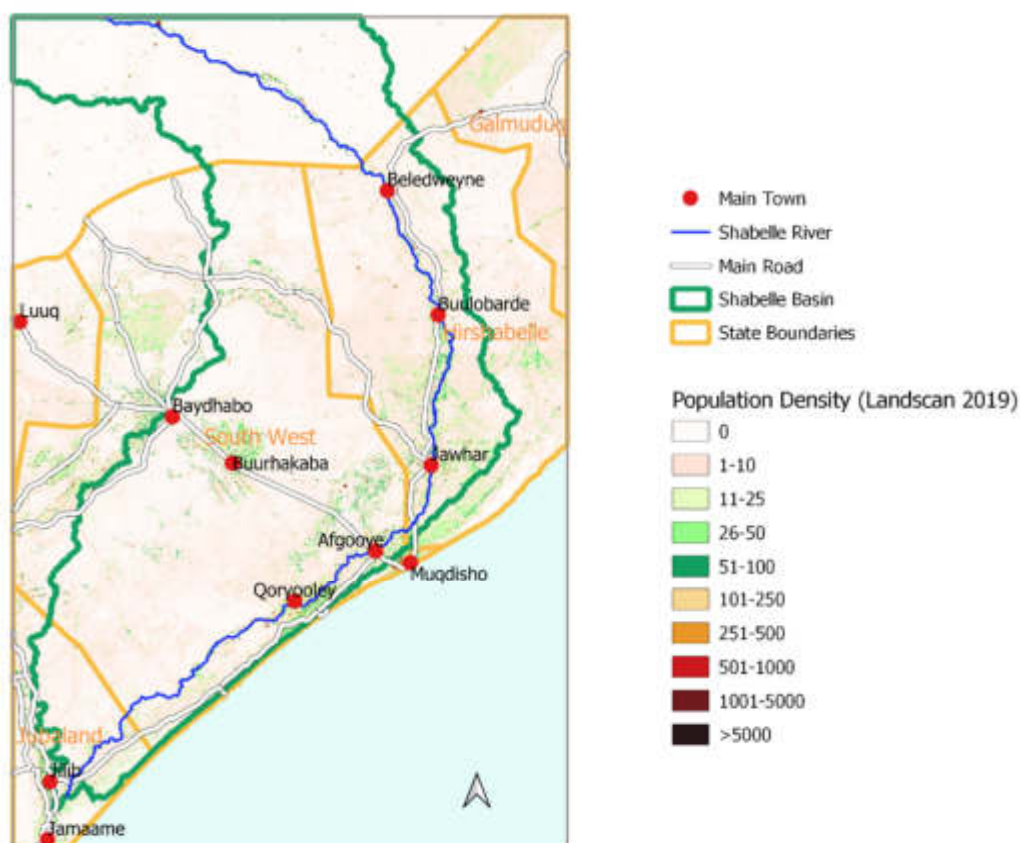 Galmudug
Beledweyne
Luuq
Buulobarde
Hirshabelle
Baydhabo
South West
Buurhakaba
Jawhar
Afgooye
Muqdisho
Qoryooley
Jubaland
Jilib
Jamaame
Main Town
Shabelle River
Main Road
Shabelle Basin
State Boundaries
Population Density (Landscan 2019)
0
1-10
11-25
26-50
51-100
101-250
251-500
501-1000
1001-5000
>5000